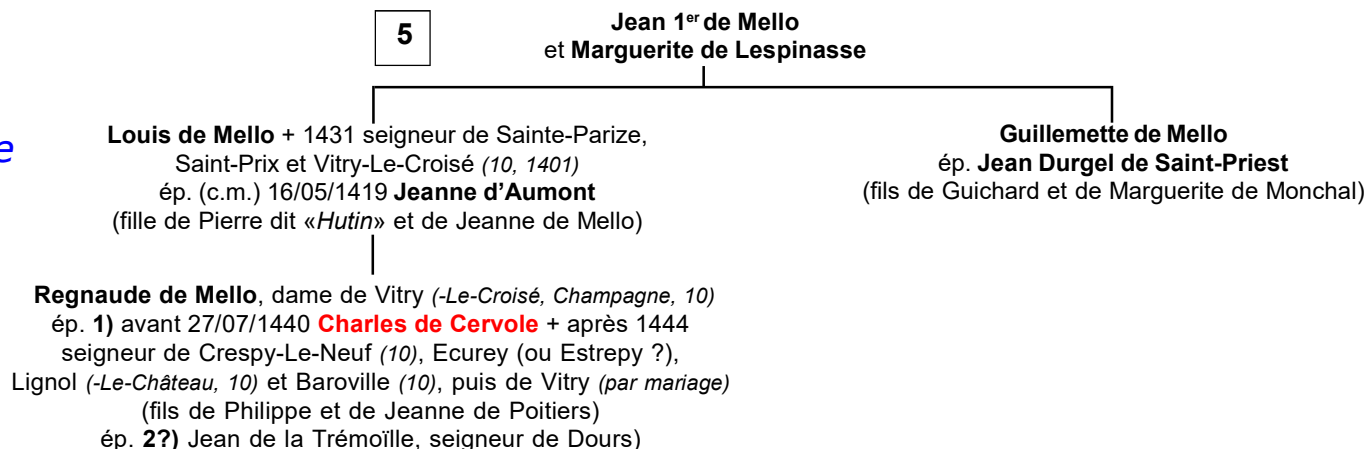 5
Jean 1er de Mello
et Marguerite de Lespinasse
e
Louis de Mello + 1431 seigneur de Sainte-Parize,
Saint-Prix et Vitry-Le-Croisé (10, 1401)
ép. (c.m.) 16/05/1419 Jeanne d’Aumont
(fille de Pierre dit «Hutin» et de Jeanne de Mello)
Guillemette de Mello
ép. Jean Durgel de Saint-Priest
(fils de Guichard et de Marguerite de Monchal)
Regnaude de Mello, dame de Vitry (-Le-Croisé, Champagne, 10)
ép. 1) avant 27/07/1440 Charles de Cervole + après 1444
seigneur de Crespy-Le-Neuf (10), Ecurey (ou Estrepy ?),
Lignol (-Le-Château, 10) et Baroville (10), puis de Vitry (par mariage)
(fils de Philippe et de Jeanne de Poitiers)
ép. 2?) Jean de la Trémoïlle, seigneur de Dours)